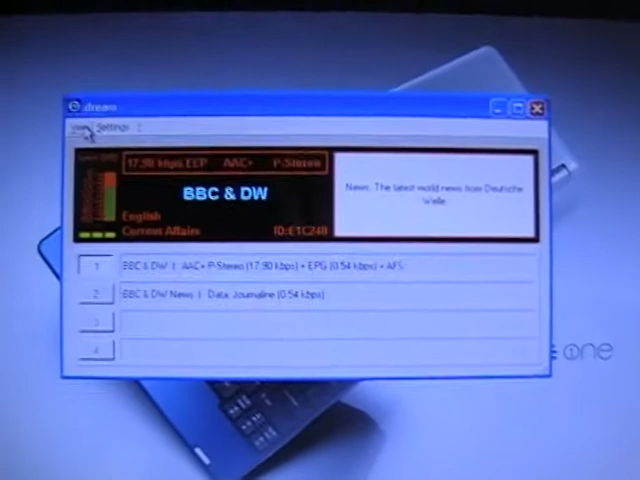 dream
View Settings ?
17.90 kbps EEP AAC+ P-Stereo
BBC & DW
English
Current Affairs ID:E1C248
News: The latest world news from Deutsche
Welle.
1 BBC & DW | AAC+ P-Stereo (17.90 kbps) + EPG (0.54 kbps) + AFS
2 BBC & DW News | Data: Journaline (0.54 kbps)
3
4
one